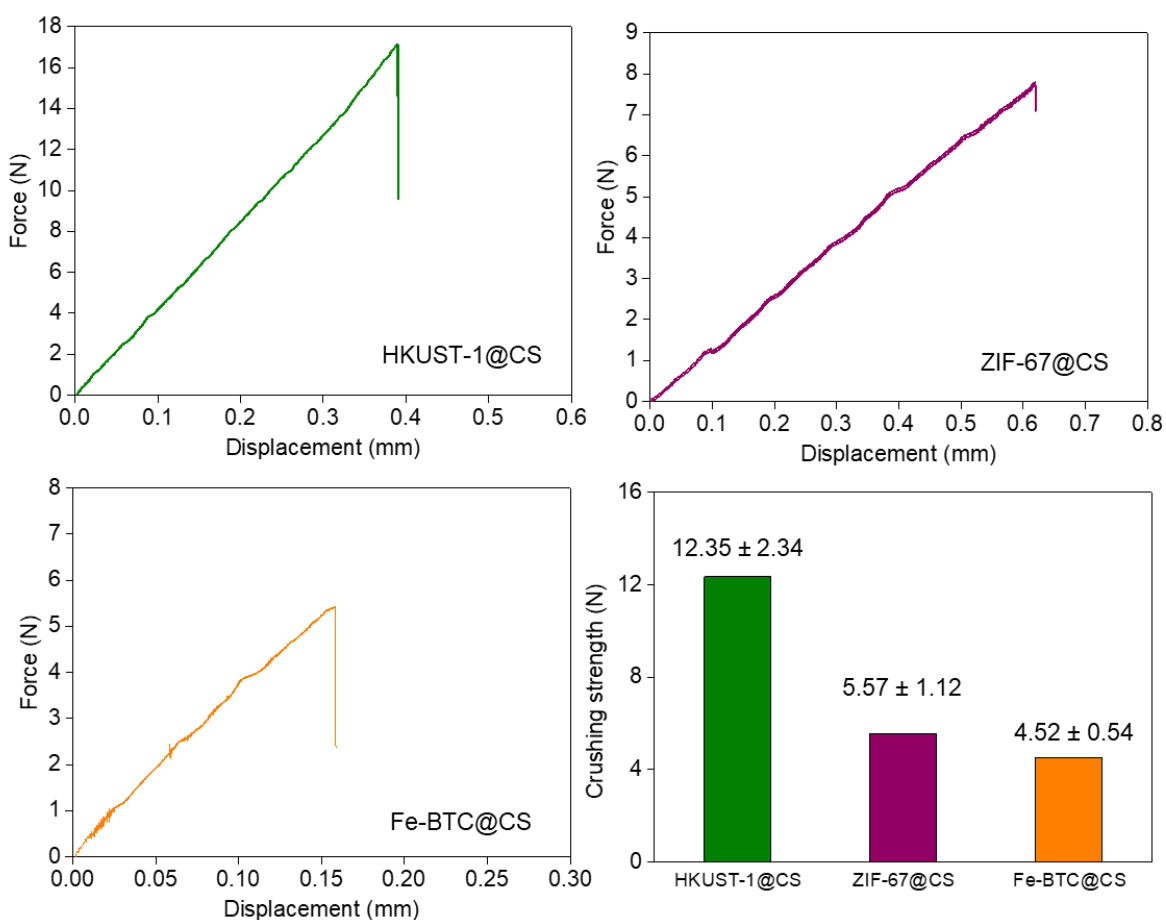 18
16
14
12
10
8
6
4
2
0
Force (N)
HKUST-1@CS
0.0 0.1 0.2 0.3 0.4 0.5 0.6
Displacement (mm)
9
8
7
6
5
4
3
2
1
0
Force (N)
ZIF-67@CS
0.0 0.1 0.2 0.3 0.4 0.5 0.6 0.7 0.8
Displacement (mm)
8
7
6
5
4
3
2
1
0
Force (N)
Fe-BTC@CS
0.00 0.05 0.10 0.15 0.20 0.25 0.30
Displacement (mm)
16
12
8
4
0
Crushing strength (N)
12.35 ± 2.34
5.57 ± 1.12
4.52 ± 0.54
HKUST-1@CS ZIF-67@CS Fe-BTC@CS